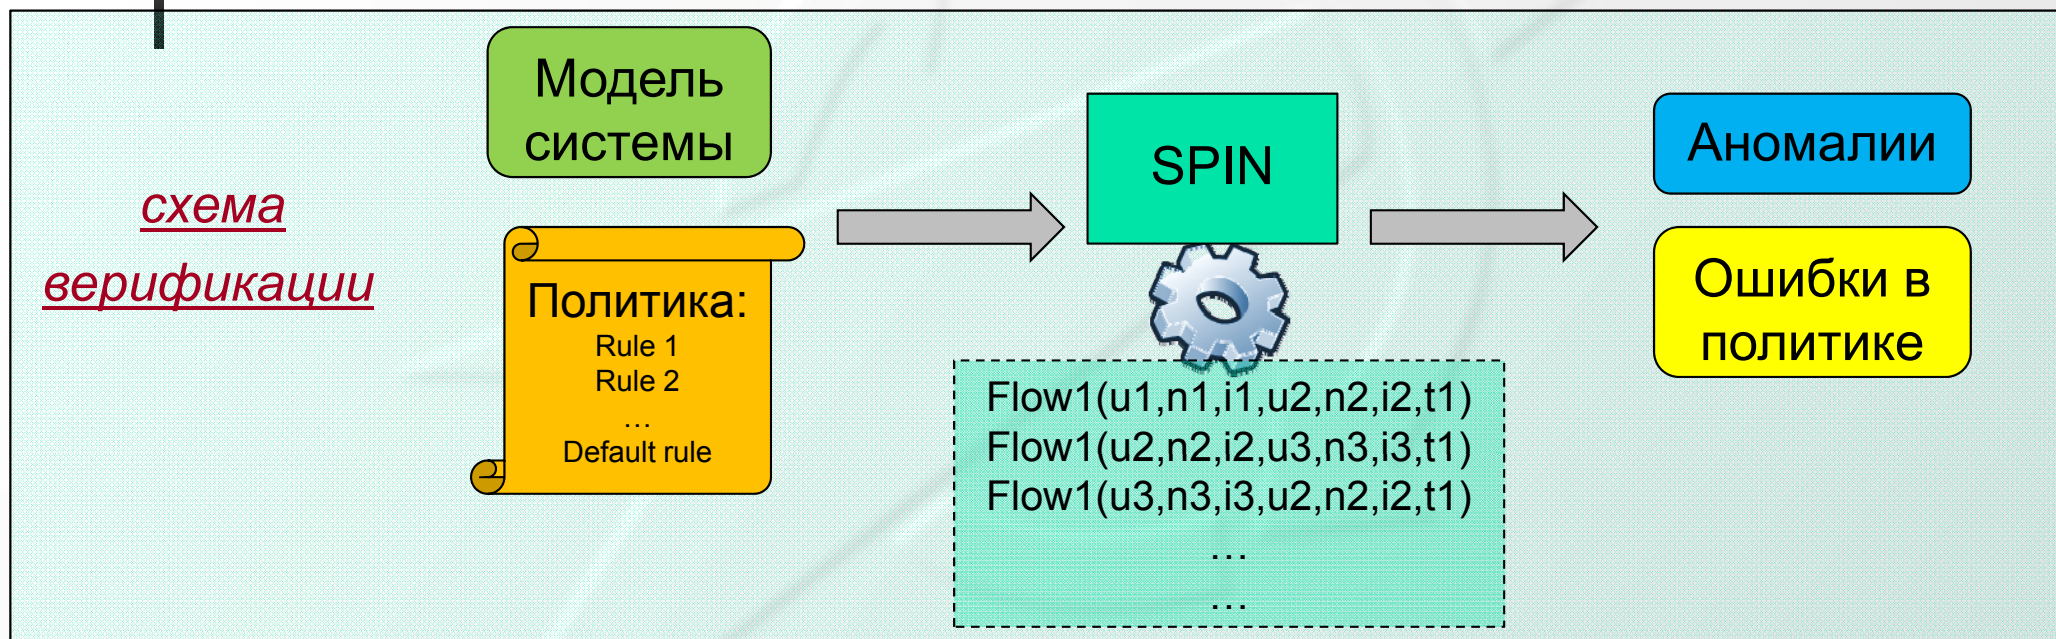 схема
верификации
Модель
системы
Политика:
Rule 1
Rule 2
…
Default rule
SPIN
Flow1(u1,n1,i1,u2,n2,i2,t1)
Flow1(u2,n2,i2,u3,n3,i3,t1)
Flow1(u3,n3,i3,u2,n2,i2,t1)
…
…
Аномалии
Ошибки в
политике